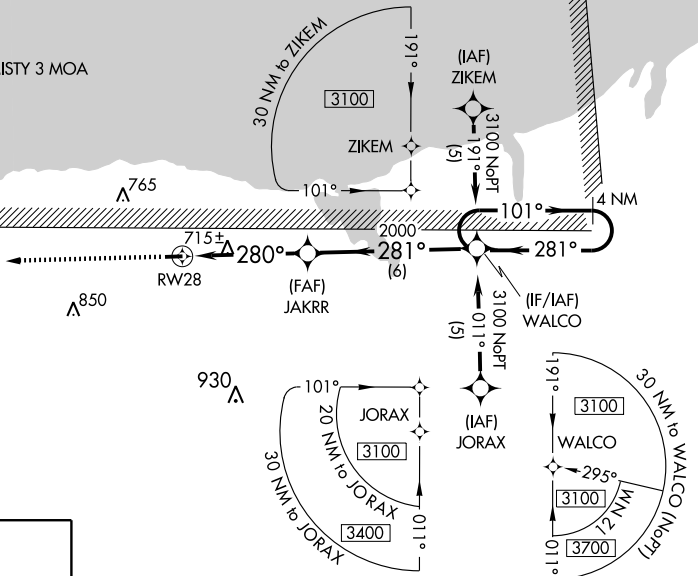 ISTY 3 MOA
30 NM to ZIKEM
3100
191°
ZIKEM
101°
(IAF)
ZIKEM
3100 NoPT
191°
(5)
765
4 NM
101°
2000
715±
280°
281°
(6)
281°
RW28
(FAF)
JAKRR
(IF/IAF)
WALCO
850
3100 NoPT
011°
(5)
930
(IAF)
JORAX
101°
JORAX
20 NM to JORAX
3100
30 NM to JORAX
3400
011°
191°
3100
30 NM to WALCO (NoPT)
WALCO
295°
3100
12 NM
3700
011°